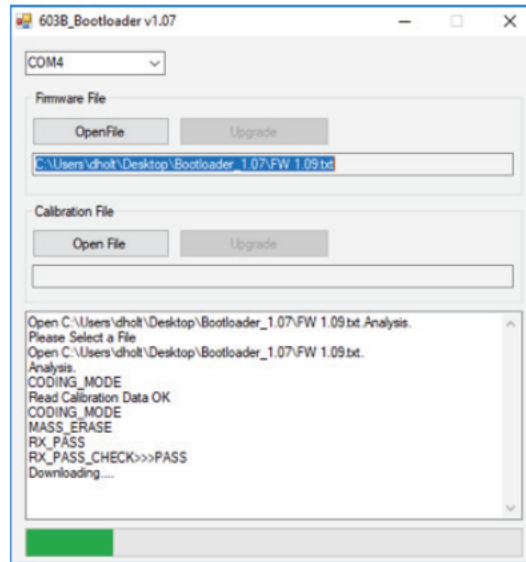 603B_Bootloader v1.07
COM4
Firmware File
OpenFile
Upgrade
C:\Users\dholt\Desktop\Bootloader_1.07\FW 1.09.txt
Calibration File
Open File
Upgrade
Open C:\Users\dholt\Desktop\Bootloader_1.07\FW 1.09.txt.Analysis.
Please Select a File
Open C:\Users\dholt\Desktop\Bootloader_1.07\FW 1.09.txt.
Analysis.
CODING_MODE
Read Calibration Data OK
CODING_MODE
MASS_ERASE
RX_PASS
RX_PASS_CHECK>>>PASS
Downloading....